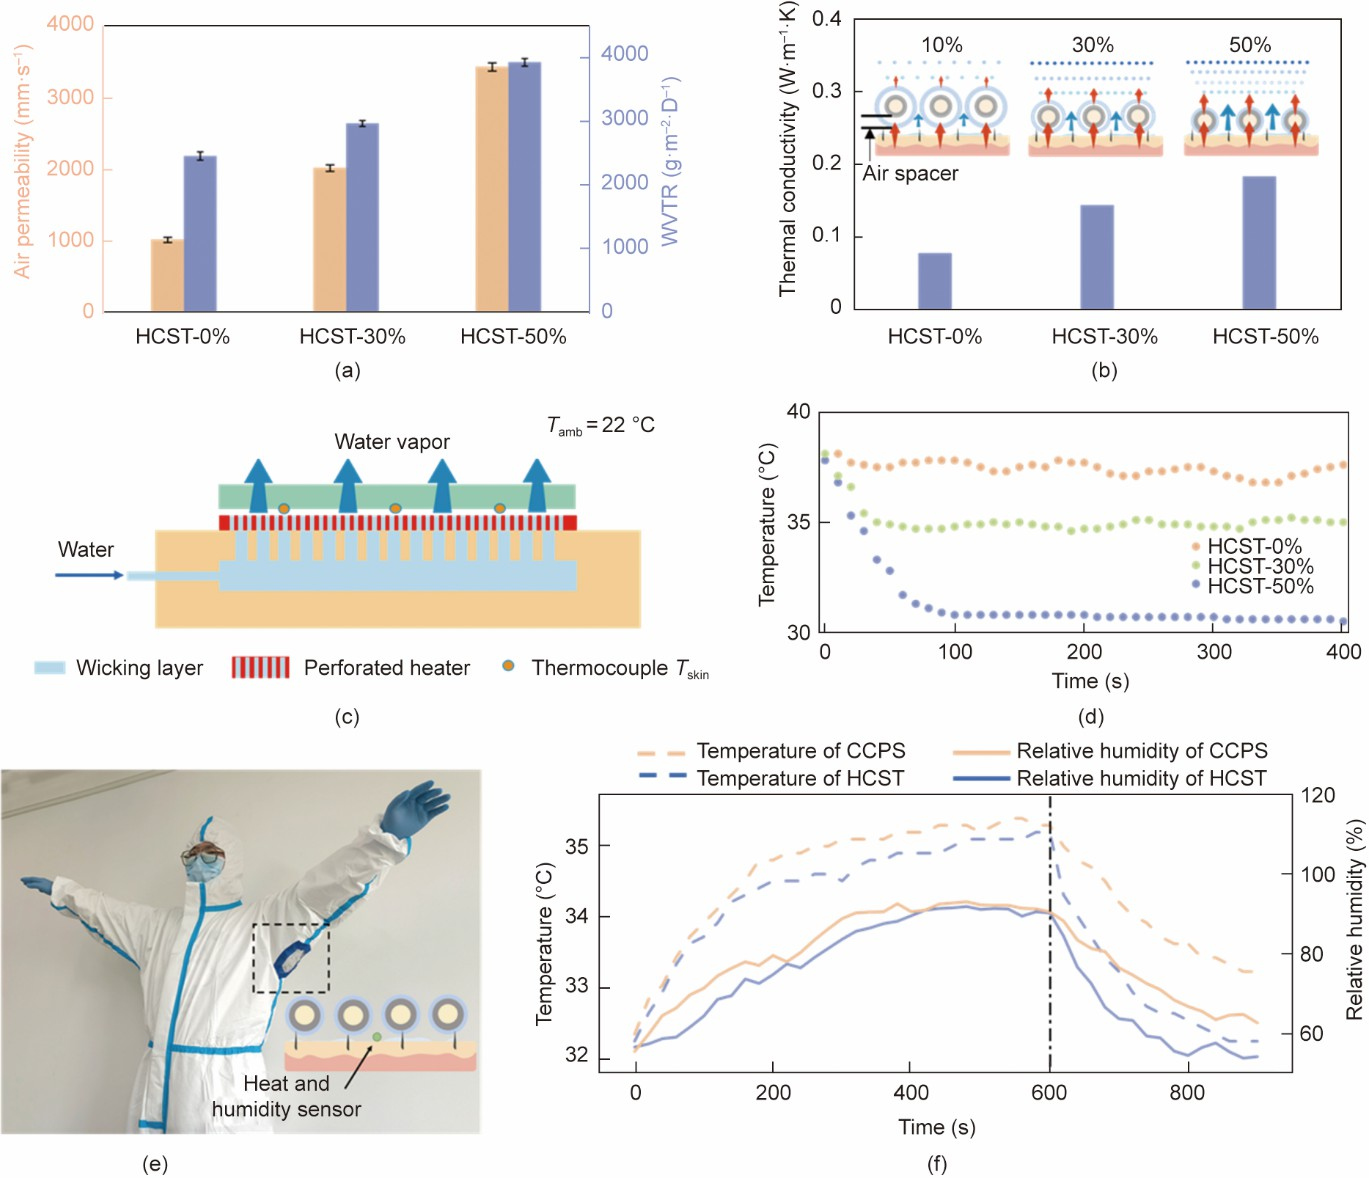 4000
3000
2000
1000
0
Air permeability (mm·s⁻¹)
4000
3000
2000
1000
0
WVTR (g·m⁻²·D⁻¹)
HCST-0%
HCST-30%
HCST-50%
(a)
0.4
0.3
0.2
0.1
0
Thermal conductivity (W·m⁻¹·K)
10%
30%
50%
Air spacer
HCST-0%
HCST-30%
HCST-50%
(b)
T_amb = 22 °C
Water vapor
Water
Wicking layer
Perforated heater
Thermocouple T_skin
(c)
40
35
30
Temperature (°C)
HCST-0%
HCST-30%
HCST-50%
0
100
200
300
400
Time (s)
(d)
Heat and
humidity sensor
(e)
Temperature of CCPS
Relative humidity of CCPS
Temperature of HCST
Relative humidity of HCST
35
34
33
32
Temperature (°C)
120
100
80
60
Relative humidity (%)
0
200
400
600
800
Time (s)
(f)